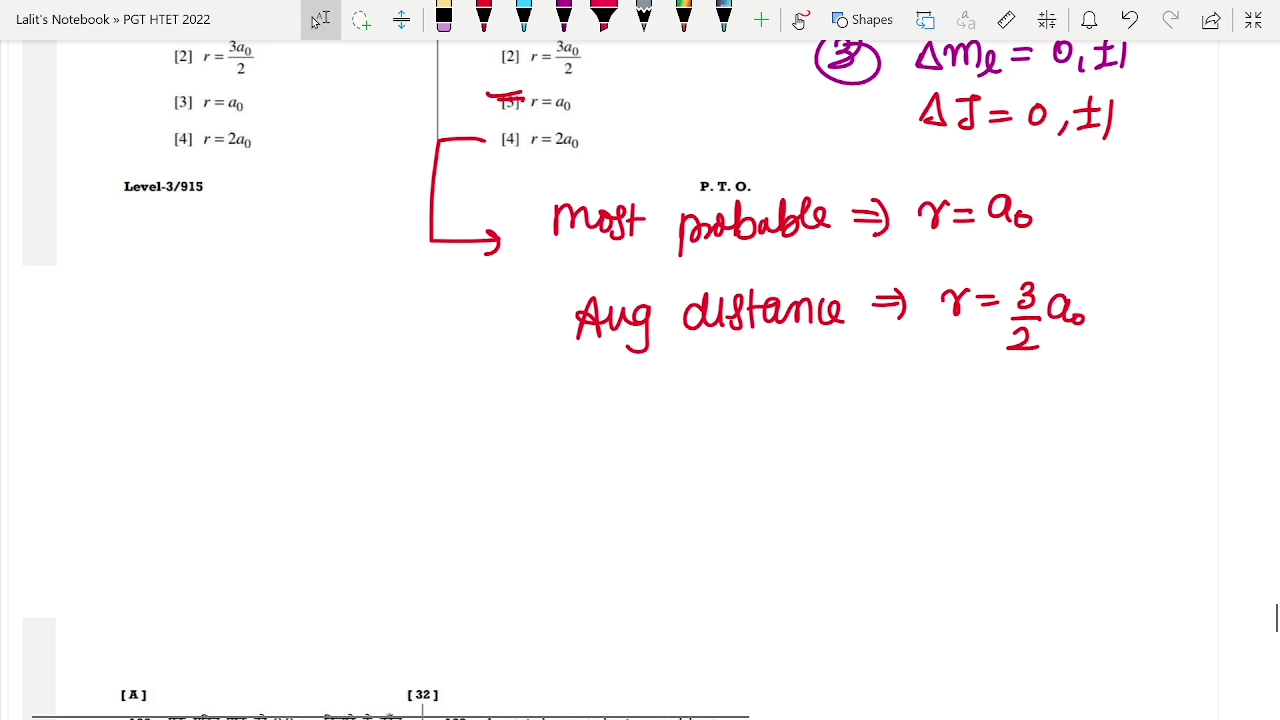 Lalit's Notebook » PGT HTET 2022
Shapes
[2] r = 3a₀/2
[3] r = a₀
[4] r = 2a₀
Level-3/915
[2] r = 3a₀/2
[3] r = a₀
[4] r = 2a₀
P. T. O.
③ Δmℓ = 0, ±1
ΔJ = 0, ±1
most probable ⇒ r = a₀
Avg distance ⇒ r = 3/2 a₀
[ A ]
[ 32 ]